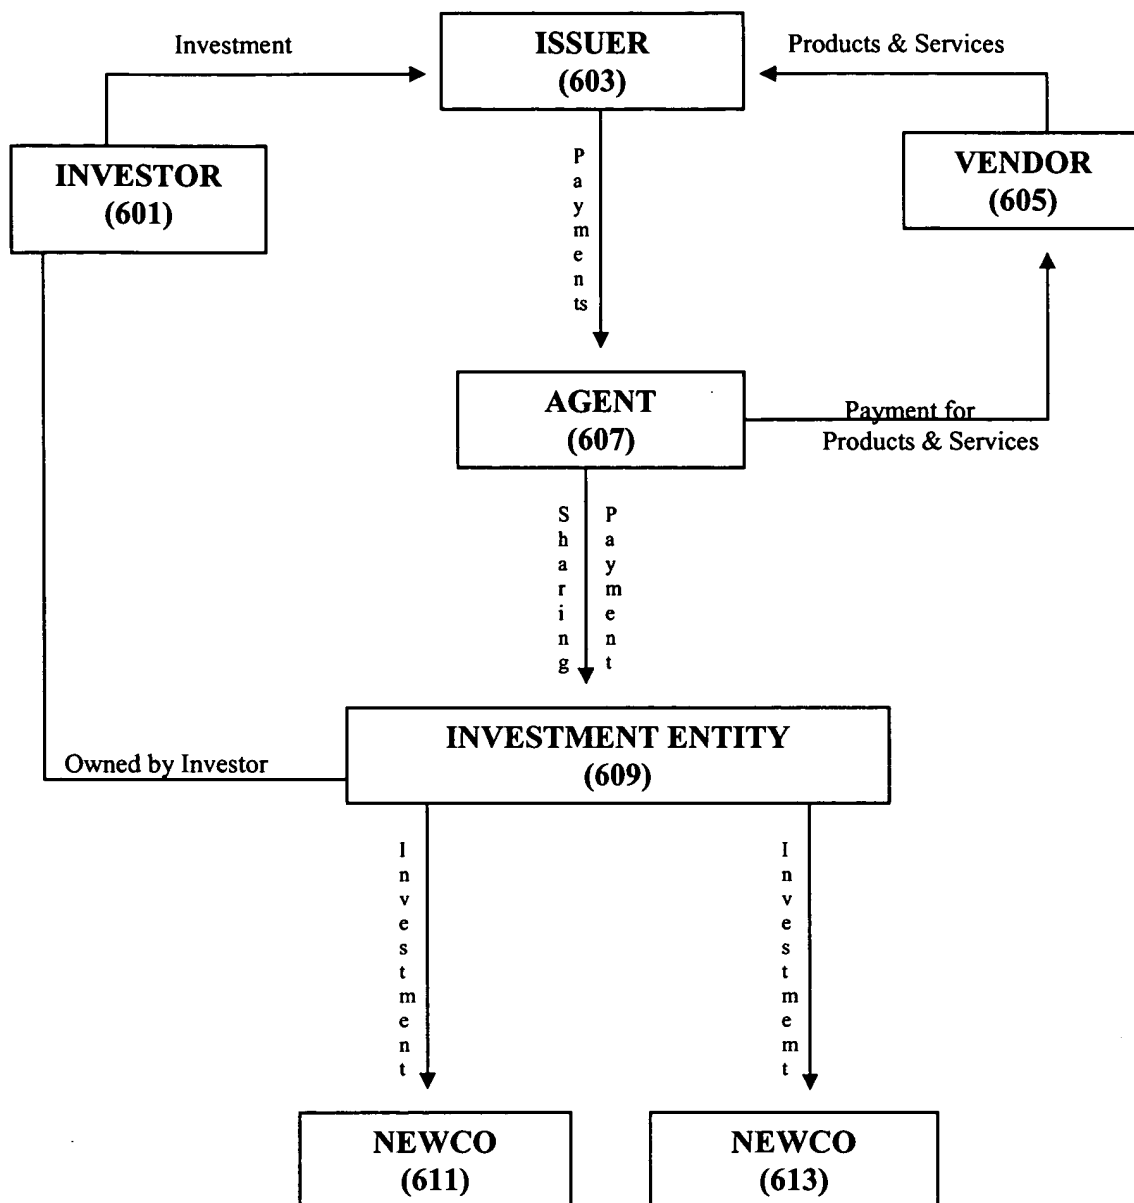 Investment
ISSUER
(603)
Products & Services
INVESTOR
(601)
Payments
VENDOR
(605)
AGENT
(607)
Payment for
Products & Services
Sharing
Payment
INVESTMENT ENTITY
(609)
Owned by Investor
Investment
Investmemt
NEWCO
(611)
NEWCO
(613)